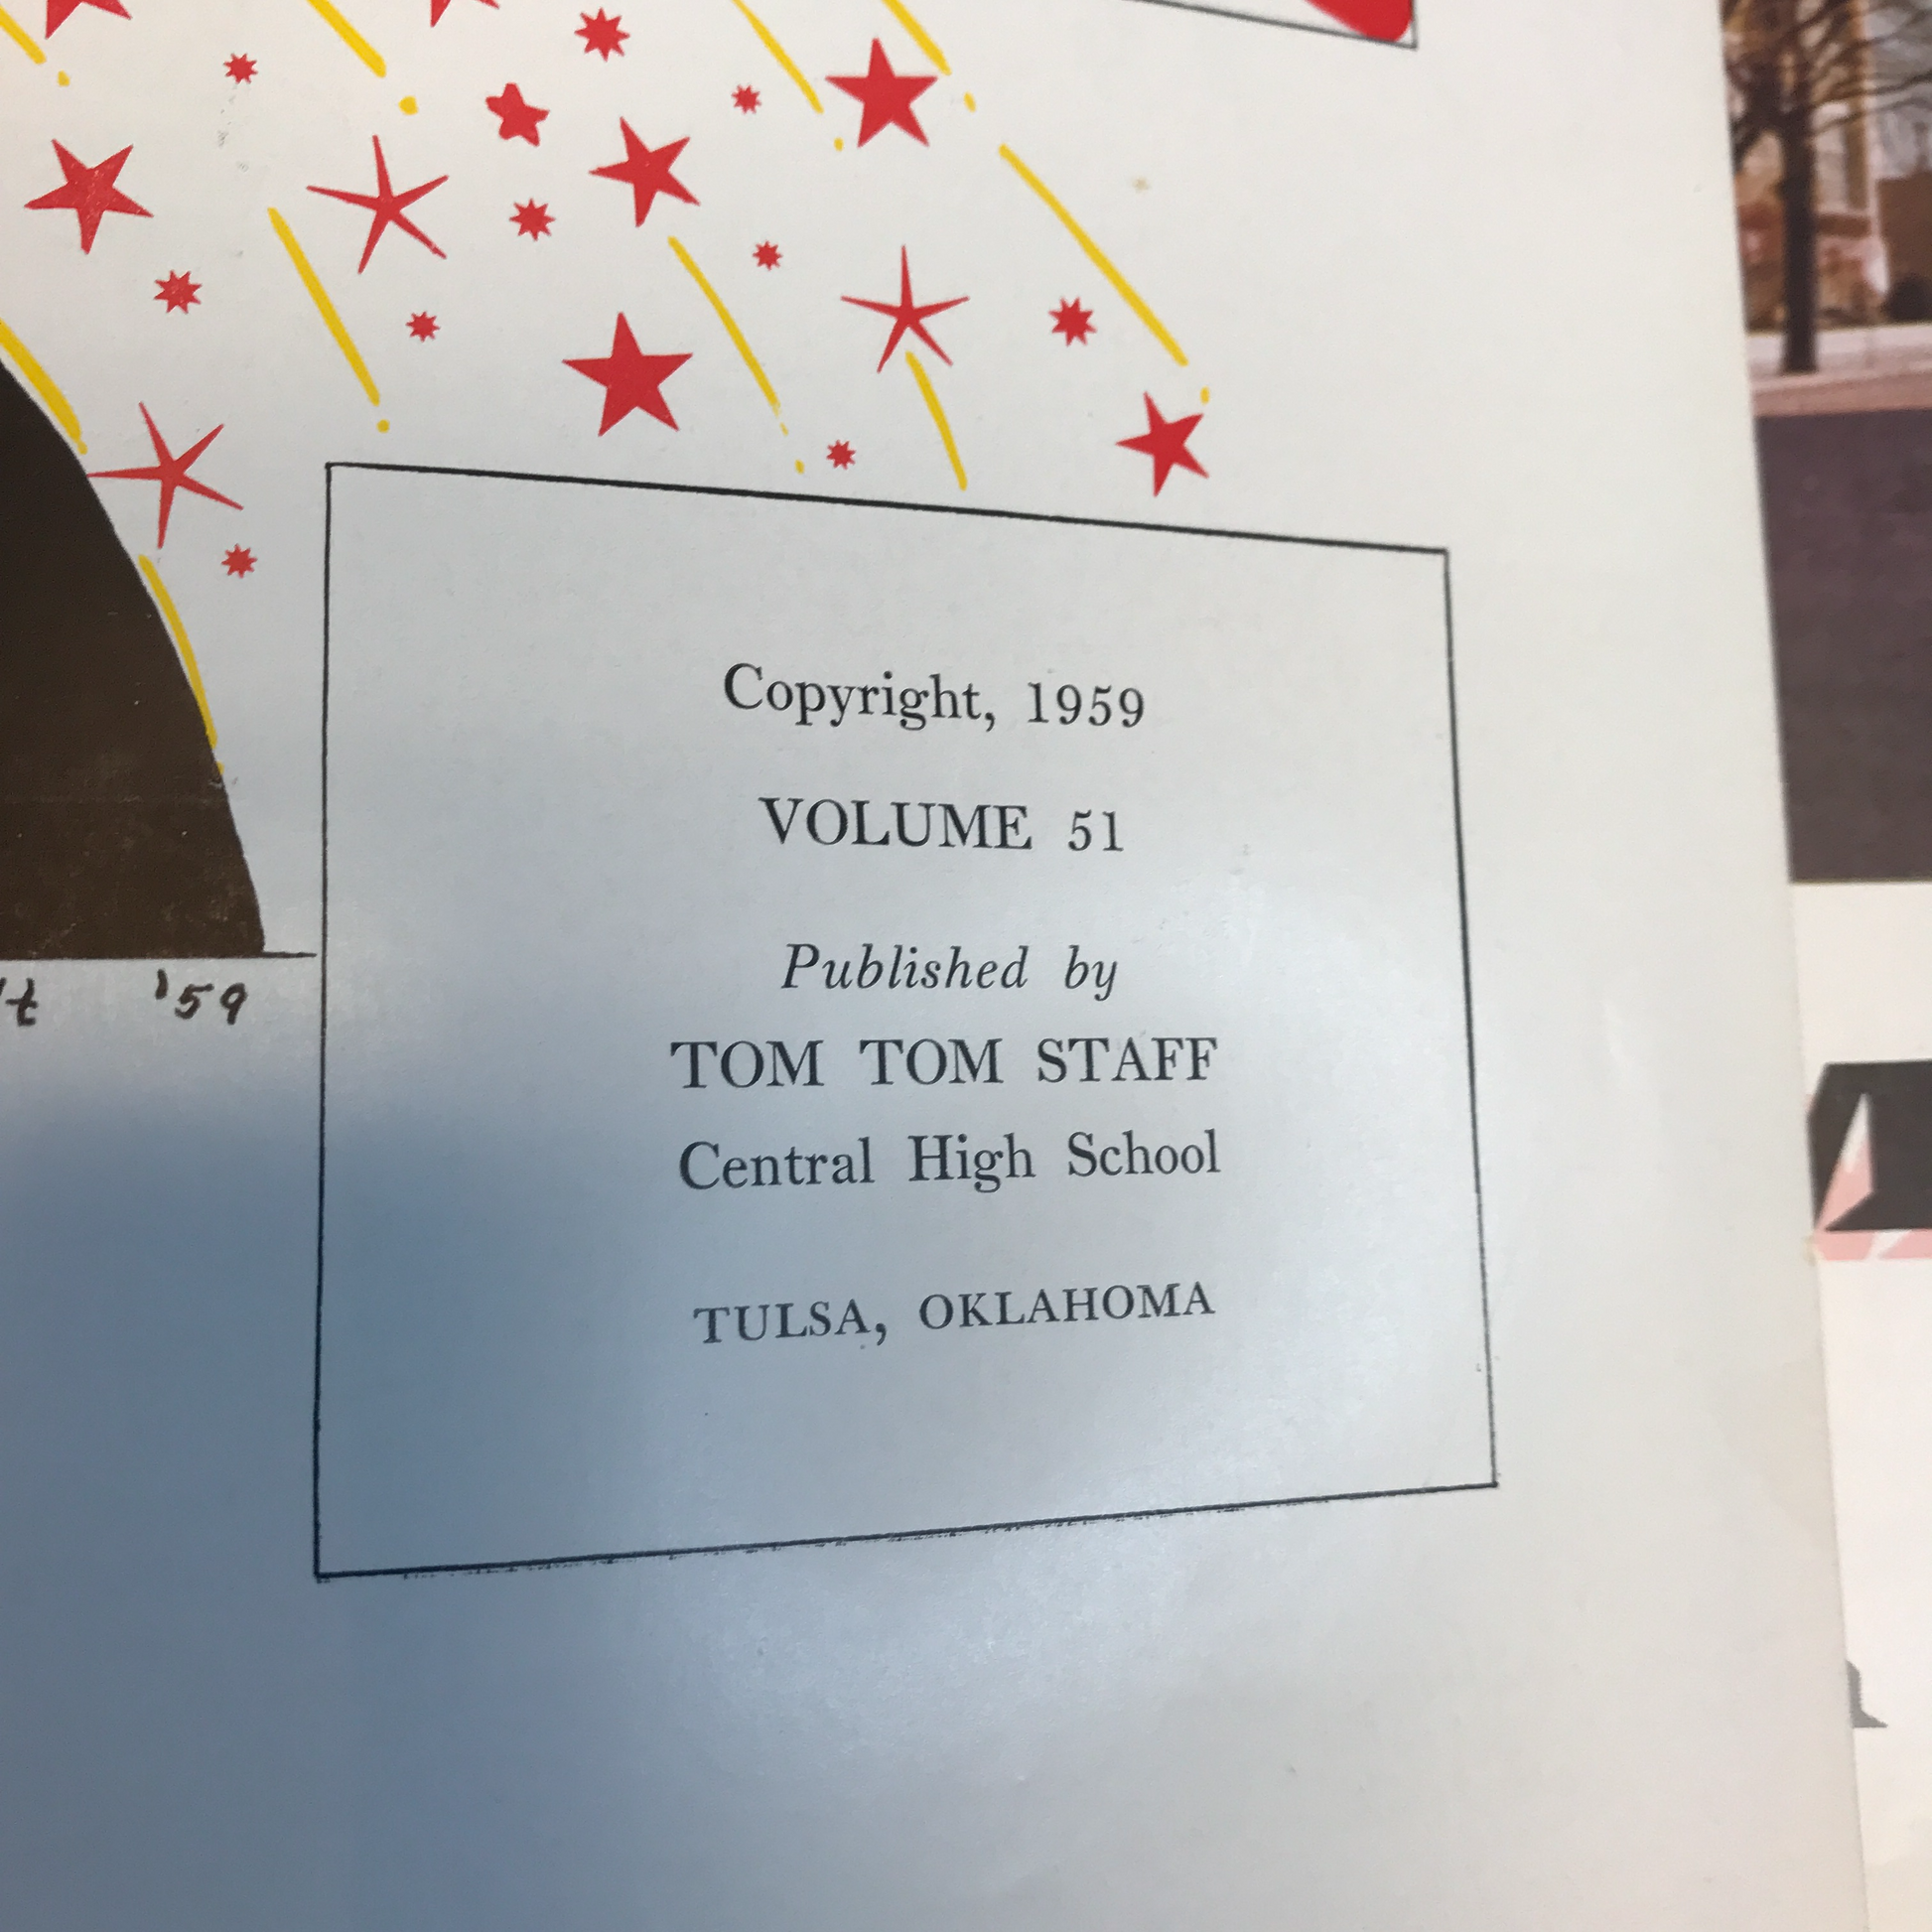 Copyright, 1959
VOLUME 51
Published by
TOM TOM STAFF
Central High School
TULSA, OKLAHOMA
't '59